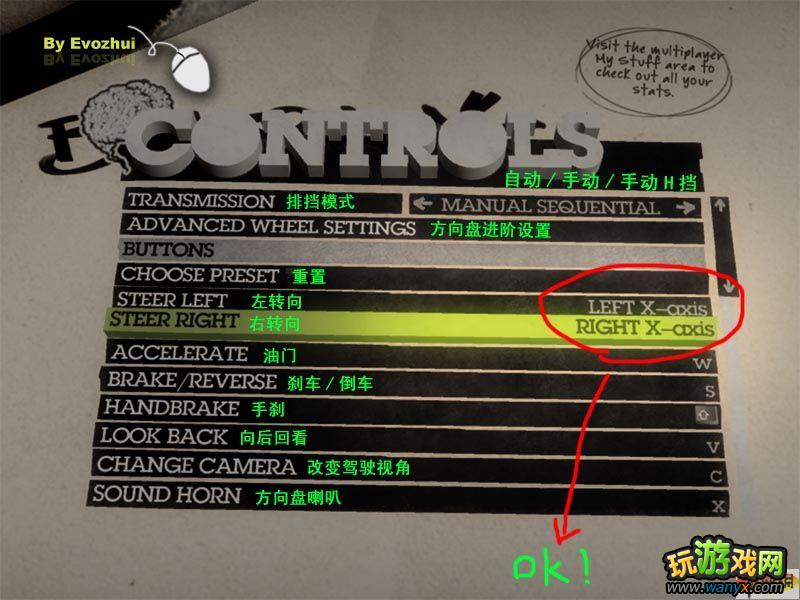 By Evozhui
Visit the multiplayer
My Stuff area to
check out all your
stats.
CONTROLS
自动/手动/手动H挡
TRANSMISSION 排挡模式 MANUAL SEQUENTIAL
ADVANCED WHEEL SETTINGS 方向盘进阶设置
BUTTONS
CHOOSE PRESET 重置
STEER LEFT 左转向 LEFT X-axis
STEER RIGHT 右转向 RIGHT X-axis
ACCELERATE 油门 W
BRAKE/REVERSE 刹车/倒车 S
HANDBRAKE 手刹
LOOK BACK 向后回看 V
CHANGE CAMERA 改变驾驶视角 C
SOUND HORN 方向盘喇叭 X
ok!
玩游戏网
www.wanyx.com